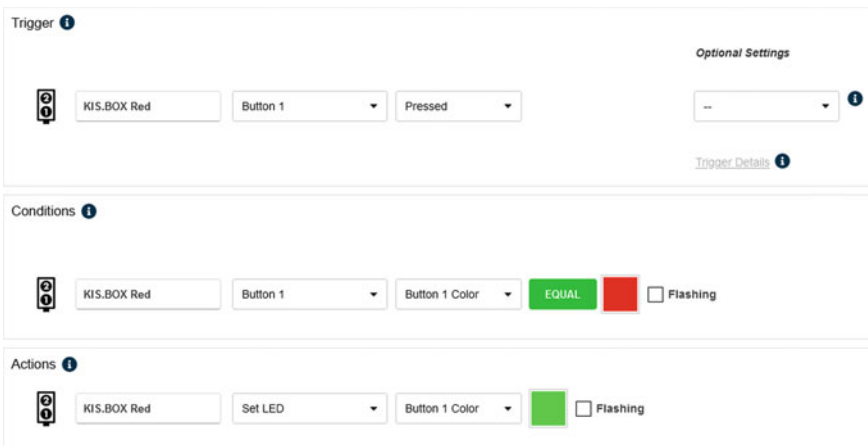 Trigger
Optional Settings
KIS.BOX Red Button 1 Pressed --
Trigger Details
Conditions
KIS.BOX Red Button 1 Button 1 Color EQUAL Flashing
Actions
KIS.BOX Red Set LED Button 1 Color Flashing